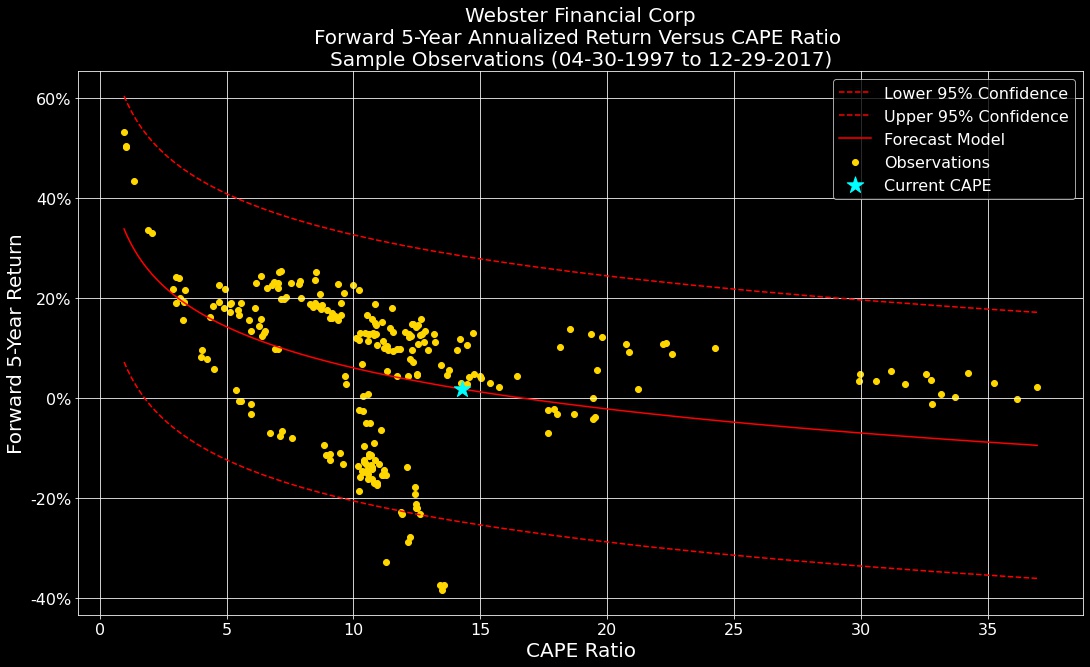 Webster Financial Corp
Forward 5-Year Annualized Return Versus CAPE Ratio
Sample Observations (04-30-1997 to 12-29-2017)
Lower 95% Confidence
Upper 95% Confidence
Forecast Model
Observations
Current CAPE
Forward 5-Year Return
60%
40%
20%
0%
-20%
-40%
0 5 10 15 20 25 30 35
CAPE Ratio